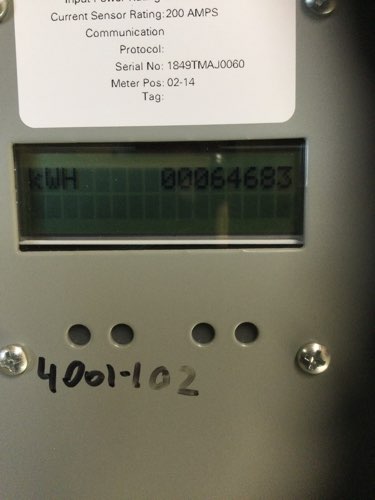 Input Power Rating:
Current Sensor Rating: 200 AMPS
Communication
Protocol:
Serial No: 1849TMAJ0060
Meter Pos: 02-14
Tag:
kWH 00064683
4001-102